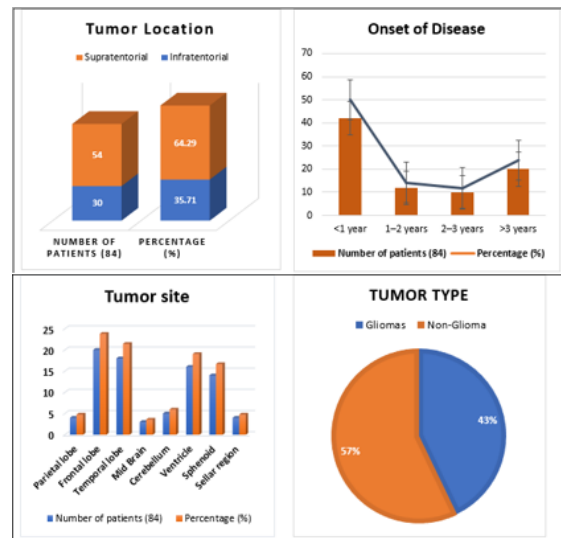 Tumor Location
Supratentorial Infratentorial
54
64.29
30
35.71
NUMBER OF PATIENTS (84)
PERCENTAGE (%)
Onset of Disease
70
60
50
40
30
20
10
0
<1 year 1–2 years 2–3 years >3 years
Number of patients (84) Percentage (%)
Tumor site
25
20
15
10
5
0
Parietal lobe
Frontal lobe
Temporal lobe
Mid Brain
Cerebellum
Ventricle
Sphenoid
Sellar region
Number of patients (84) Percentage (%)
TUMOR TYPE
Gliomas Non-Glioma
43%
57%